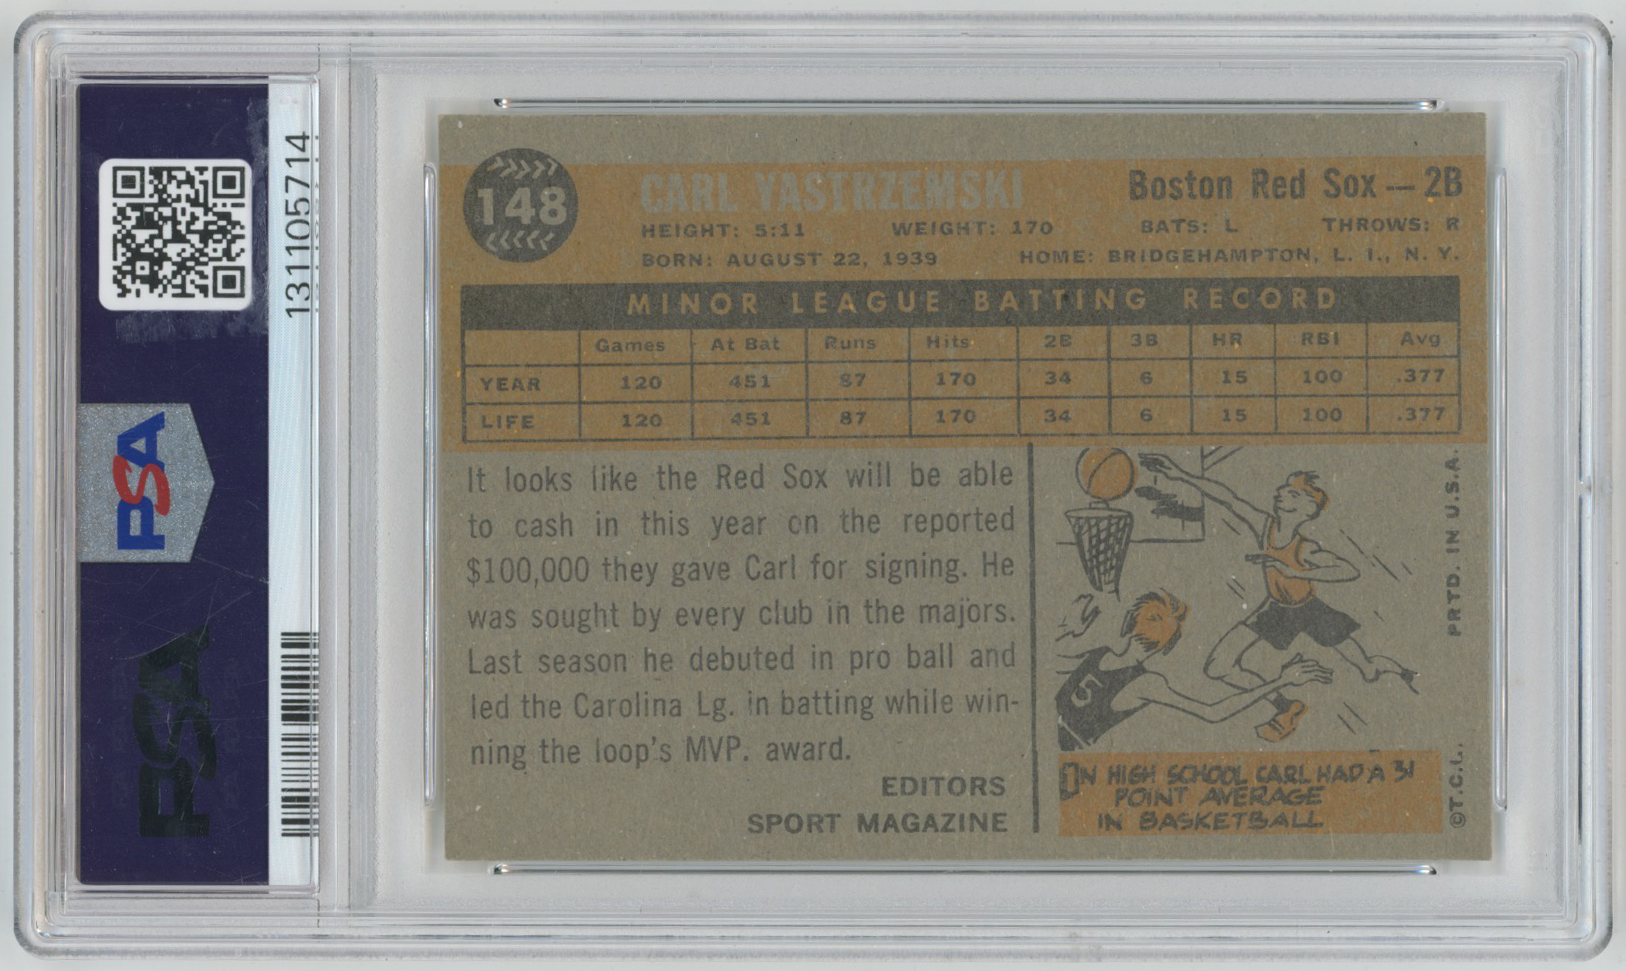 PSA
131105714
PSA
148
CARL YASTRZEMSKI
Boston Red Sox — 2B
HEIGHT: 5:11 WEIGHT: 170 BATS: L THROWS: R
BORN: AUGUST 22, 1939 HOME: BRIDGEHAMPTON, L. I., N. Y.
MINOR LEAGUE BATTING RECORD
Games At Bat Runs Hits 2B 3B HR RBI Avg
YEAR 120 451 87 170 34 6 15 100 .377
LIFE 120 451 87 170 34 6 15 100 .377
It looks like the Red Sox will be able
to cash in this year on the reported
$100,000 they gave Carl for signing. He
was sought by every club in the majors.
Last season he debuted in pro ball and
led the Carolina Lg. in batting while win-
ning the loop's MVP. award.
EDITORS
SPORT MAGAZINE
5
IN HIGH SCHOOL CARL HAD A 31
POINT AVERAGE
IN BASKETBALL
©T.C.G. PRTD. IN U.S.A.